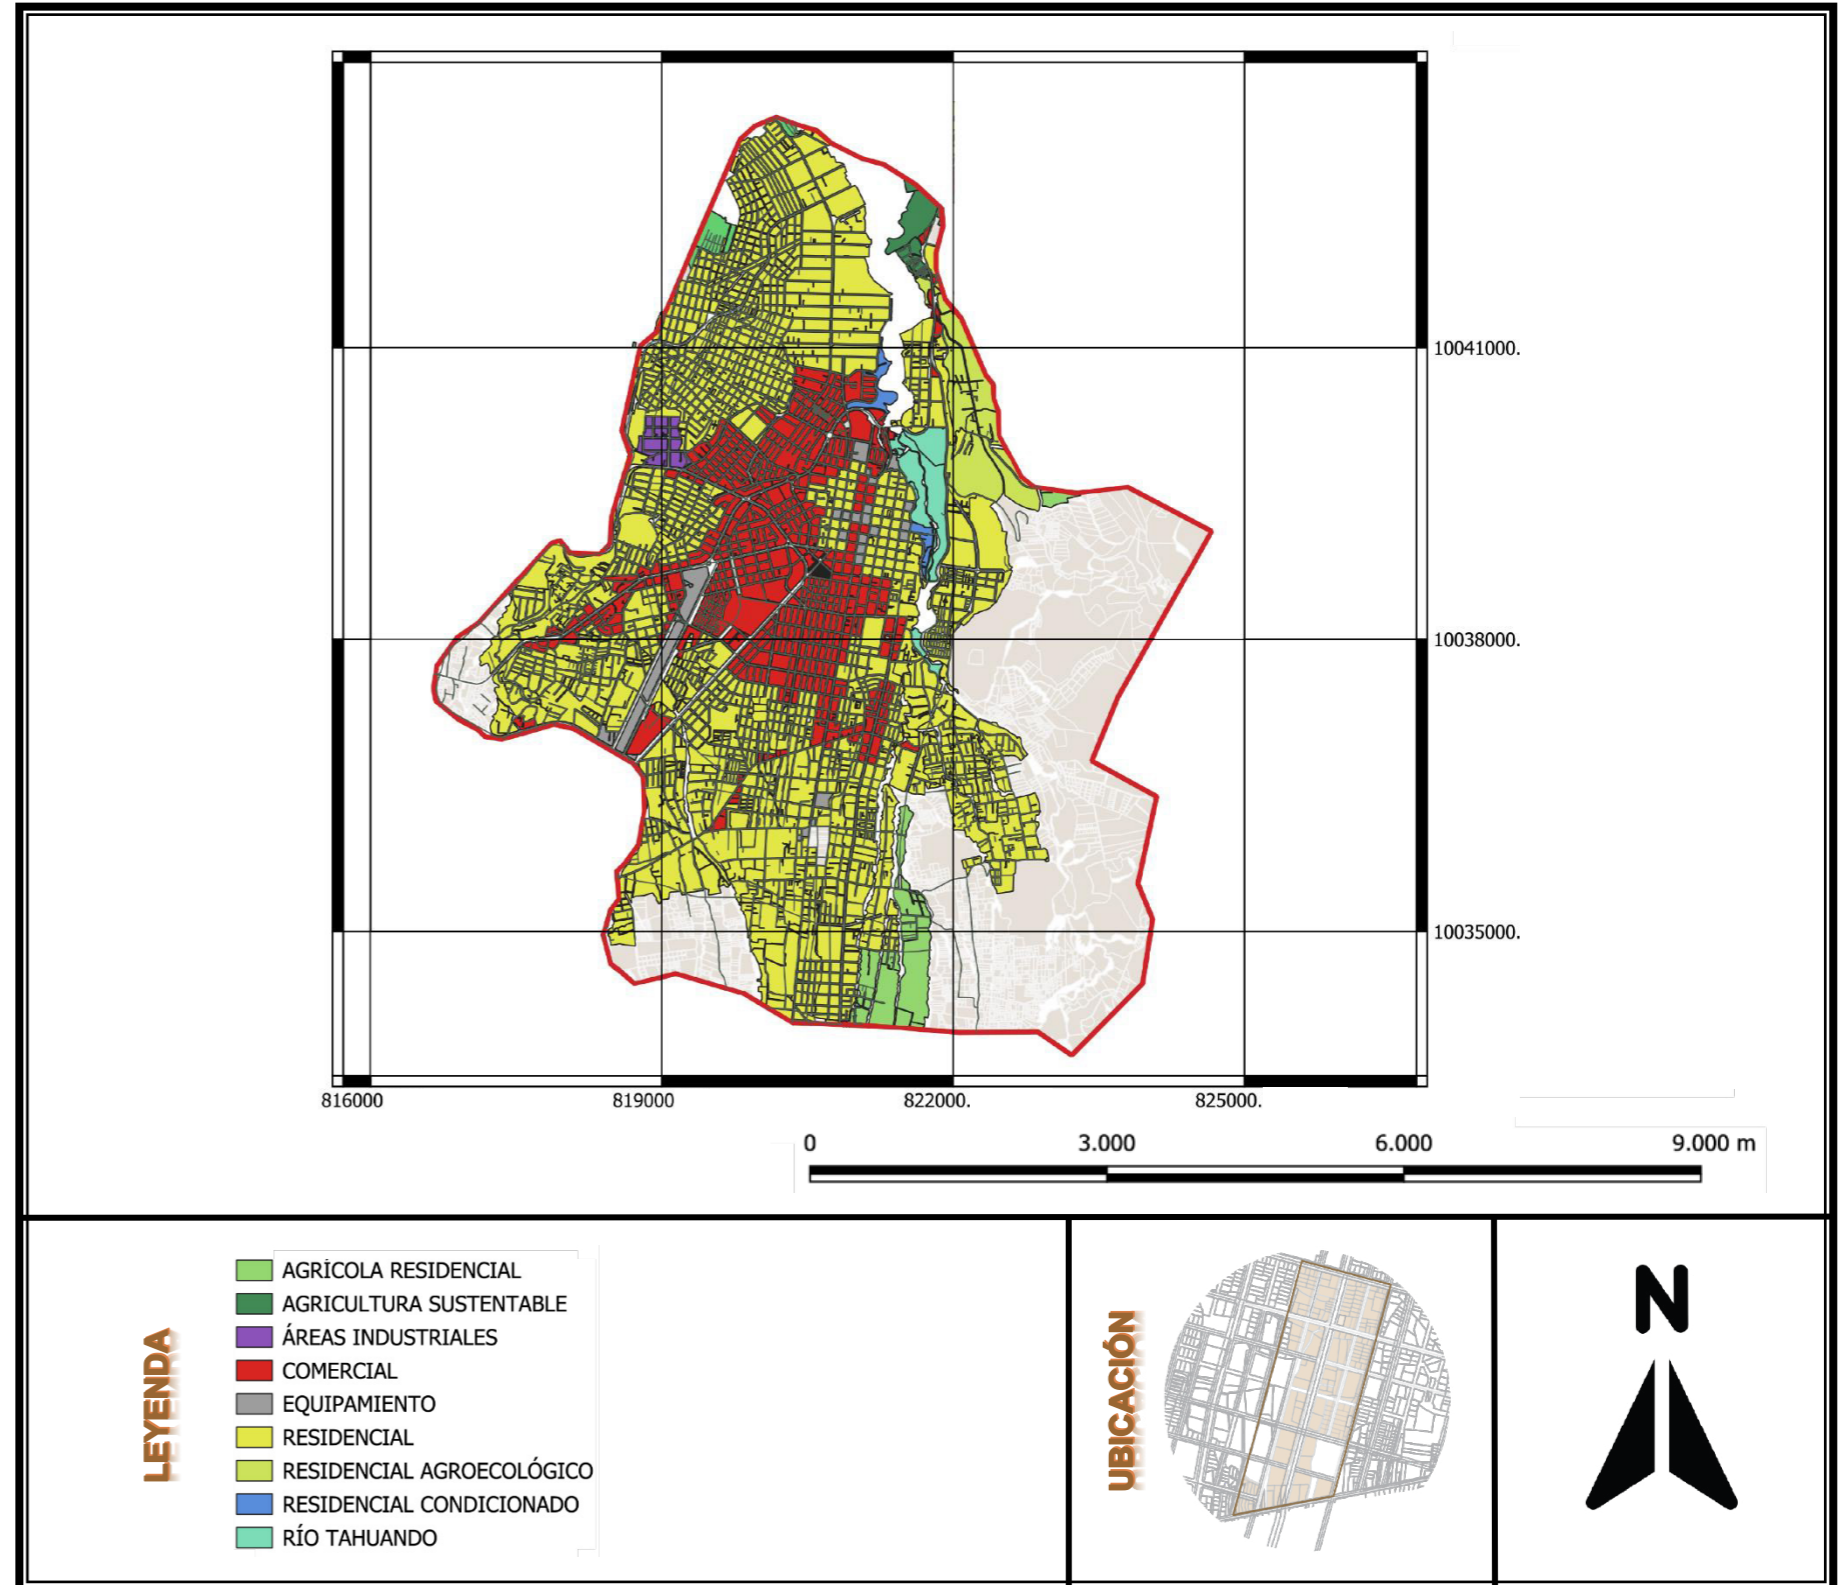 10041000.
10038000.
10035000.
816000
819000
822000.
825000.
0
3.000
6.000
9.000 m
LEYENDA
AGRÍCOLA RESIDENCIAL
AGRICULTURA SUSTENTABLE
ÁREAS INDUSTRIALES
COMERCIAL
EQUIPAMIENTO
RESIDENCIAL
RESIDENCIAL AGROECOLÓGICO
RESIDENCIAL CONDICIONADO
RÍO TAHUANDO
UBICACIÓN
N